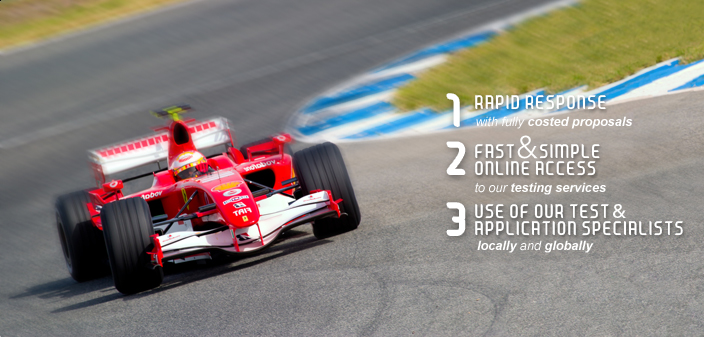 1 RAPID RESPONSE
with fully costed proposals
2 FAST & SIMPLE
ONLINE ACCESS
to our testing services
3 USE OF OUR TEST &
APPLICATION SPECIALISTS
locally and globally